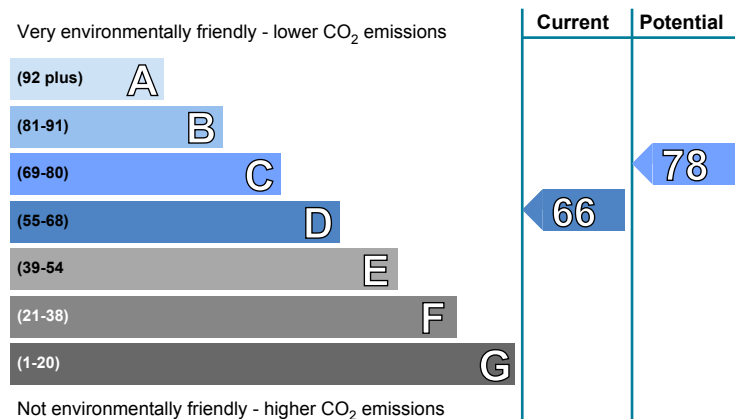 Very environmentally friendly - lower CO₂ emissions
Current
Potential
(92 plus) A
(81-91) B
(69-80) C
78
(55-68) D
66
(39-54 E
(21-38) F
(1-20) G
Not environmentally friendly - higher CO₂ emissions